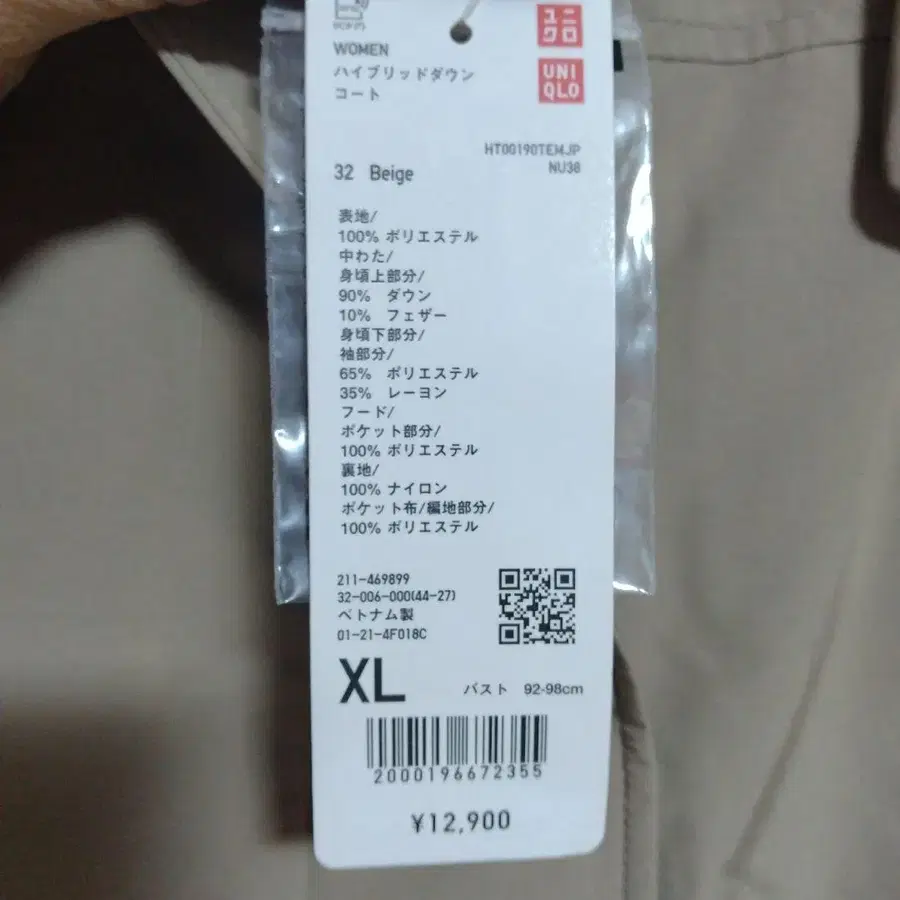 WOMEN
ハイブリッドダウン
コート
ユニ
クロ
UNI
QLO
HT00190TEMJP
NU38
32 Beige
表地/
100% ポリエステル
中わた/
身頃上部分/
90% ダウン
10% フェザー
身頃下部分/
袖部分/
65% ポリエステル
35% レーヨン
フード/
ポケット部分/
100% ポリエステル
裏地/
100% ナイロン
ポケット布/編地部分/
100% ポリエステル
211-469899
32-006-000(44-27)
ベトナム製
01-21-4F018C
XL バスト 92-98cm
2000196672355
¥12,900